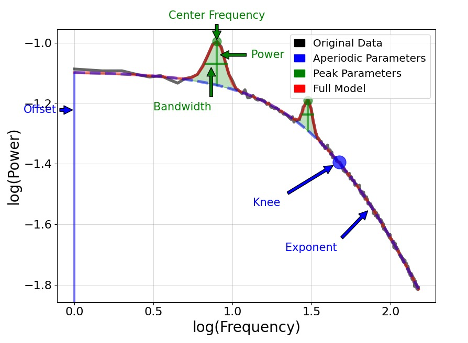 Center Frequency
Power
Bandwidth
Original Data
Aperiodic Parameters
Peak Parameters
Full Model
Offset
Knee
Exponent
−1.0
−1.2
−1.4
−1.6
−1.8
log(Power)
0.0 0.5 1.0 1.5 2.0
log(Frequency)